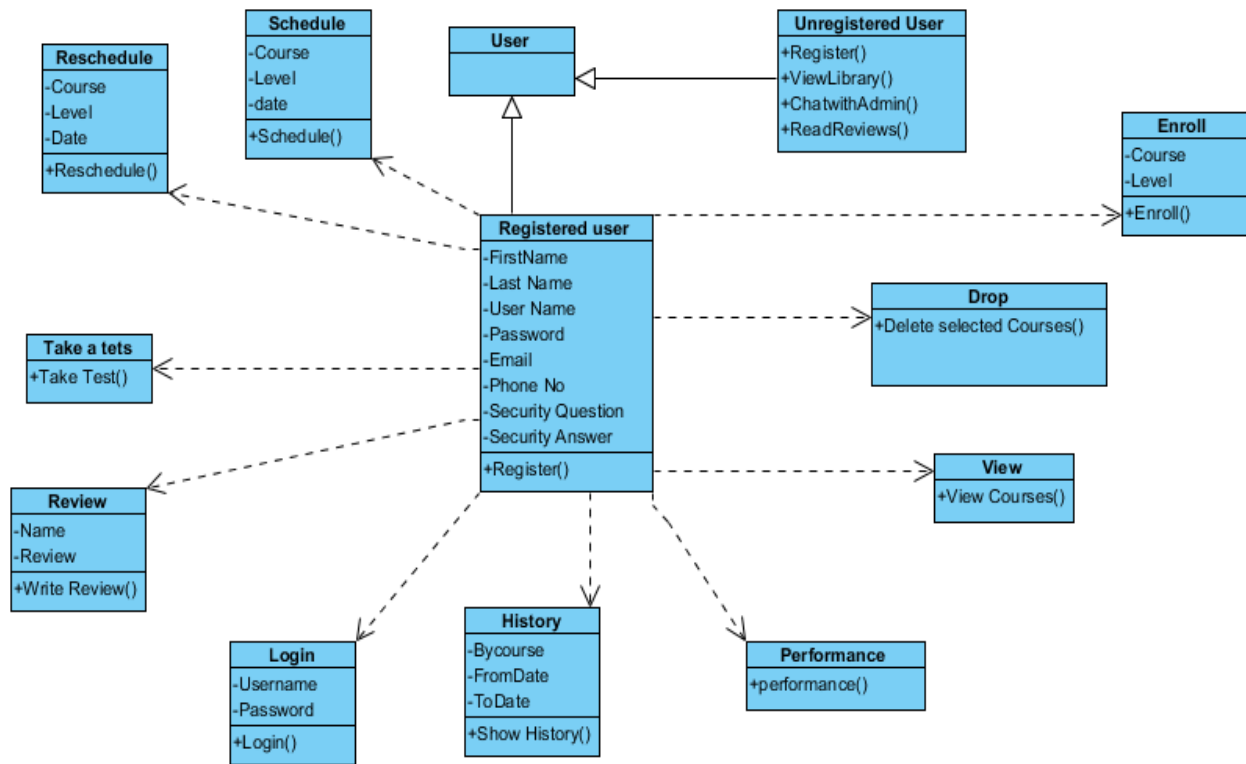 Schedule
-Course
-Level
-date
+Schedule()
Reschedule
-Course
-Level
-Date
+Reschedule()
User
Unregistered User
+Register()
+ViewLibrary()
+ChatwithAdmin()
+ReadReviews()
Enroll
-Course
-Level
+Enroll()
Registered user
-FirstName
-Last Name
-User Name
-Password
-Email
-Phone No
-Security Question
-Security Answer
+Register()
Drop
+Delete selected Courses()
Take a tets
+Take Test()
View
+View Courses()
Review
-Name
-Review
+Write Review()
Login
-Username
-Password
+Login()
History
-Bycourse
-FromDate
-ToDate
+Show History()
Performance
+performance()